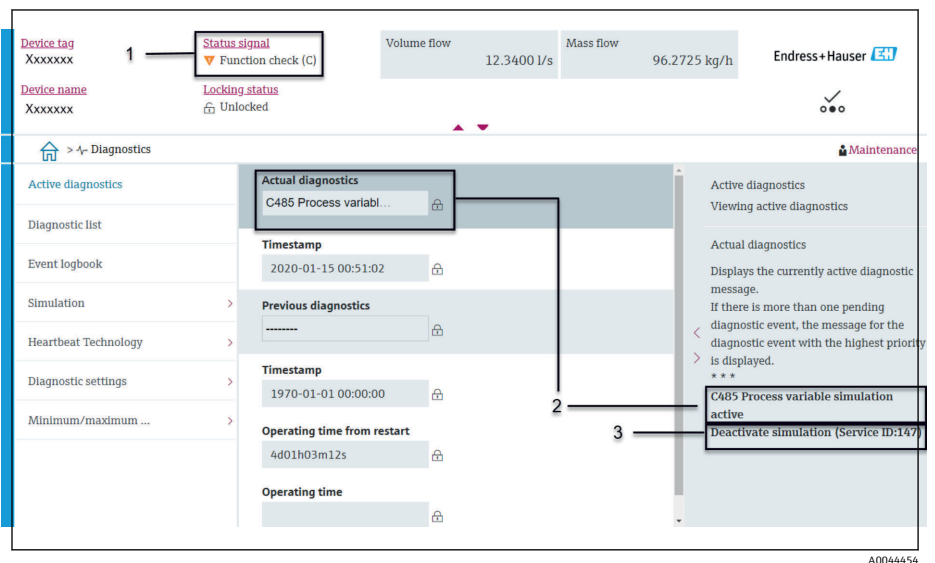 Device tag
Xxxxxxx
1
Status signal
Function check (C)
Volume flow
12.3400 l/s
Mass flow
96.2725 kg/h
Endress+Hauser EH
Device name
Xxxxxxx
Locking status
Unlocked
> Diagnostics
Maintenance
Active diagnostics
Diagnostic list
Event logbook
Simulation
Heartbeat Technology
Diagnostic settings
Minimum/maximum ...
Actual diagnostics
C485 Process variabl...
Timestamp
2020-01-15 00:51:02
Previous diagnostics
--------
Timestamp
1970-01-01 00:00:00
Operating time from restart
4d01h03m12s
Operating time
2
3
Active diagnostics
Viewing active diagnostics
Actual diagnostics
Displays the currently active diagnostic
message.
If there is more than one pending
diagnostic event, the message for the
diagnostic event with the highest priority
is displayed.
* * *
C485 Process variable simulation
active
Deactivate simulation (Service ID:147)
A0044454